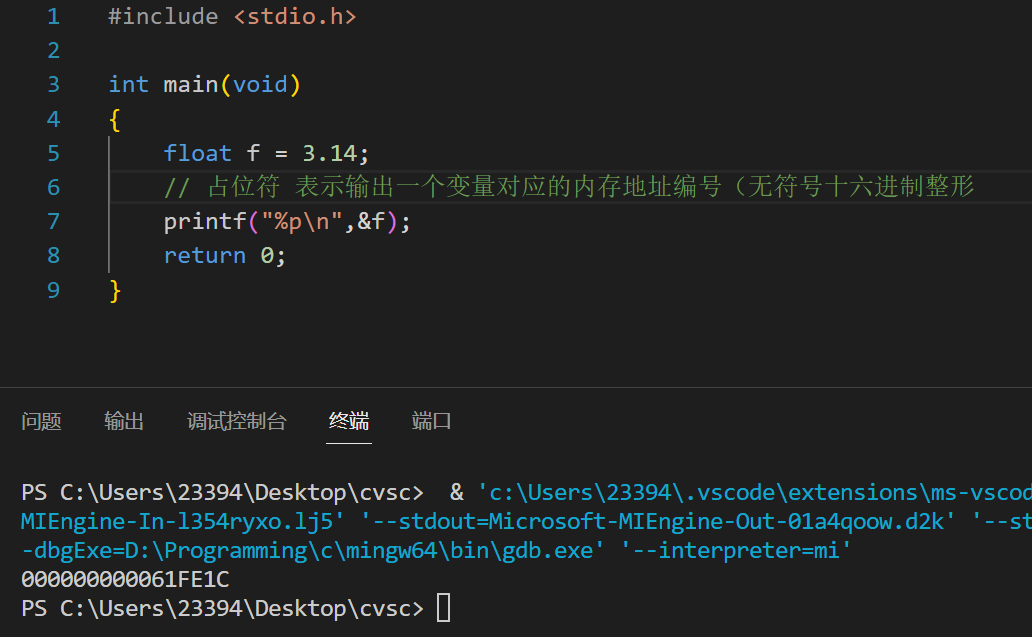 1 #include <stdio.h>
2
3 int main(void)
4 {
5 float f = 3.14;
6 // 占位符 表示输出一个变量对应的内存地址编号（无符号十六进制整形
7 printf("%p\n",&f);
8 return 0;
9 }
问题 输出 调试控制台 终端 端口
PS C:\Users\23394\Desktop\cvsc>  & 'c:\Users\23394\.vscode\extensions\ms-vscod
MIEngine-In-l354ryxo.lj5' '--stdout=Microsoft-MIEngine-Out-01a4qoow.d2k' '--st
-dbgExe=D:\Programming\c\mingw64\bin\gdb.exe' '--interpreter=mi'
000000000061FE1C
PS C:\Users\23394\Desktop\cvsc>